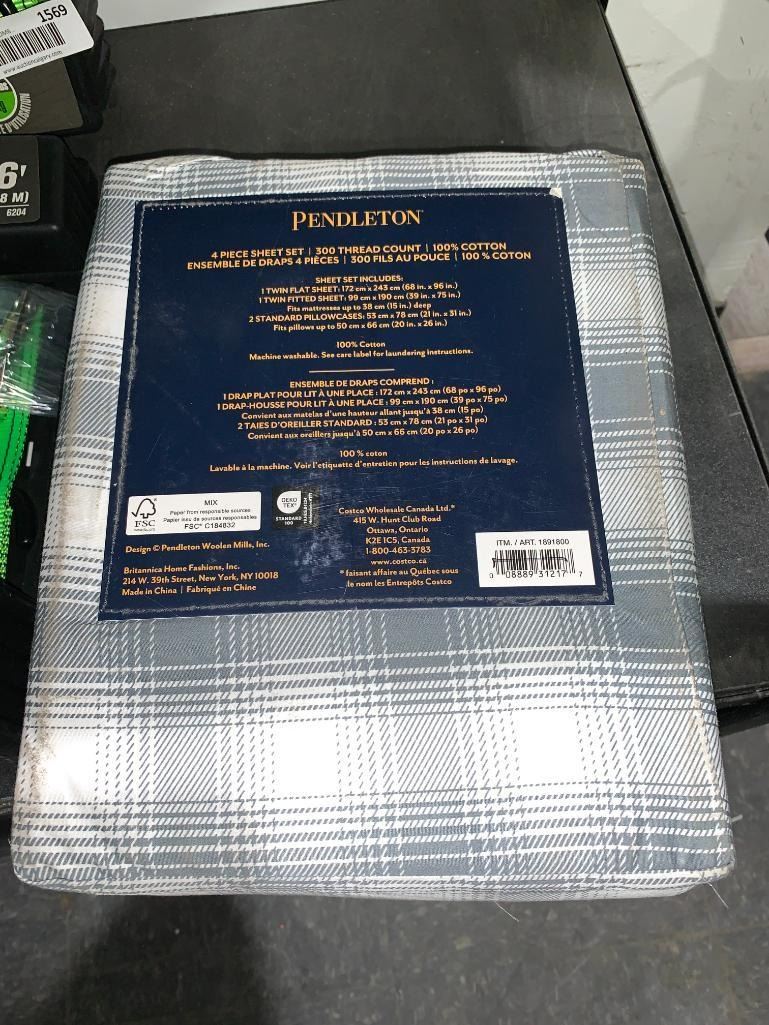 1569
www.auctioncalgary.com
D'UTILISATION
6'
8 M)
6204
PENDLETON
4 PIECE SHEET SET | 300 THREAD COUNT | 100% COTTON
ENSEMBLE DE DRAPS 4 PIÈCES | 300 FILS AU POUCE | 100 % COTON
SHEET SET INCLUDES:
1 TWIN FLAT SHEET: 172 cm x 243 cm (68 in. x 96 in.)
1 TWIN FITTED SHEET: 99 cm x 190 cm (39 in. x 75 in.)
Fits mattresses up to 38 cm (15 in.) deep
2 STANDARD PILLOWCASES: 53 cm x 78 cm (21 in. x 31 in.)
Fits pillows up to 50 cm x 66 cm (20 in. x 26 in.)
100% Cotton
Machine washable. See care label for laundering instructions.
ENSEMBLE DE DRAPS COMPREND :
1 DRAP PLAT POUR LIT À UNE PLACE : 172 cm x 243 cm (68 po x 96 po)
1 DRAP-HOUSSE POUR LIT À UNE PLACE : 99 cm x 190 cm (39 po x 75 po)
Convient aux matelas d'une hauteur allant jusqu'à 38 cm (15 po)
2 TAIES D'OREILLER STANDARD : 53 cm x 78 cm (21 po x 31 po)
Convient aux oreillers jusqu'à 50 cm x 66 cm (20 po x 26 po)
100 % coton
Lavable à la machine. Voir l'etiquette d'entretien pour les instructions de lavage.
FSC
MIX
Paper from responsible sources
Papier issu de sources responsables
FSC® C184832
OEKO
TEX®
STANDARD
100
Design © Pendleton Woolen Mills, Inc.
Britannica Home Fashions, Inc.
214 W. 39th Street, New York, NY 10018
Made in China | Fabriqué en Chine
Costco Wholesale Canada Ltd.*
415 W. Hunt Club Road
Ottawa, Ontario
K2E 1C5, Canada
1-800-463-3783
www.costco.ca
* faisant affaire au Québec sous
le nom les Entrepôts Costco
ITM. / ART. 1891800
0 08889 31217 7